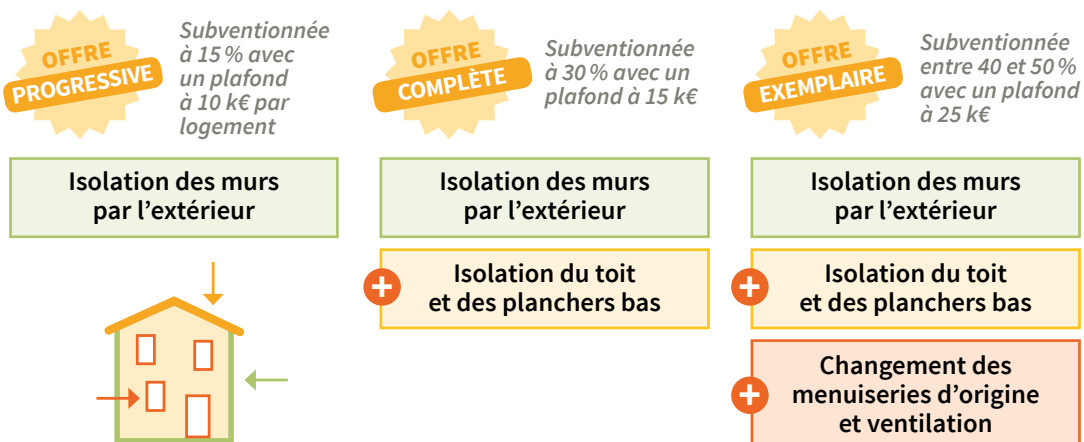 OFFRE
PROGRESSIVE
Subventionnée
à 15 % avec
un plafond
à 10 k€ par
logement
Isolation des murs
par l’extérieur
OFFRE
COMPLÈTE
Subventionnée
à 30 % avec un
plafond à 15 k€
Isolation des murs
par l’extérieur
+
Isolation du toit
et des planchers bas
OFFRE
EXEMPLAIRE
Subventionnée
entre 40 et 50 %
avec un plafond
à 25 k€
Isolation des murs
par l’extérieur
+
Isolation du toit
et des planchers bas
+
Changement des
menuiseries d’origine
et ventilation